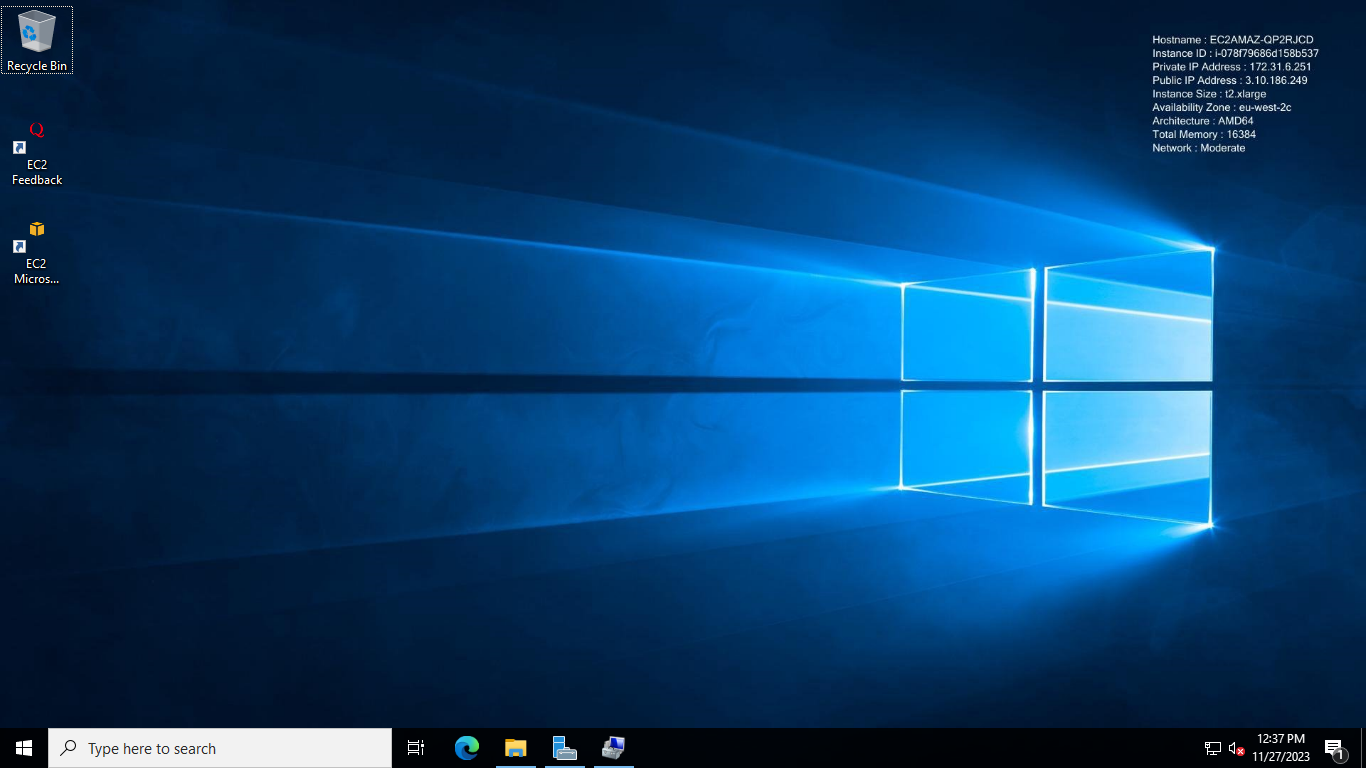 Recycle Bin
EC2
Feedback
EC2
Micros...
Hostname : EC2AMAZ-QP2RJCD
Instance ID : i-078f79686d158b537
Private IP Address : 172.31.6.251
Public IP Address : 3.10.186.249
Instance Size : t2.xlarge
Availability Zone : eu-west-2c
Architecture : AMD64
Total Memory : 16384
Network : Moderate
Type here to search
12:37 PM
11/27/2023
1